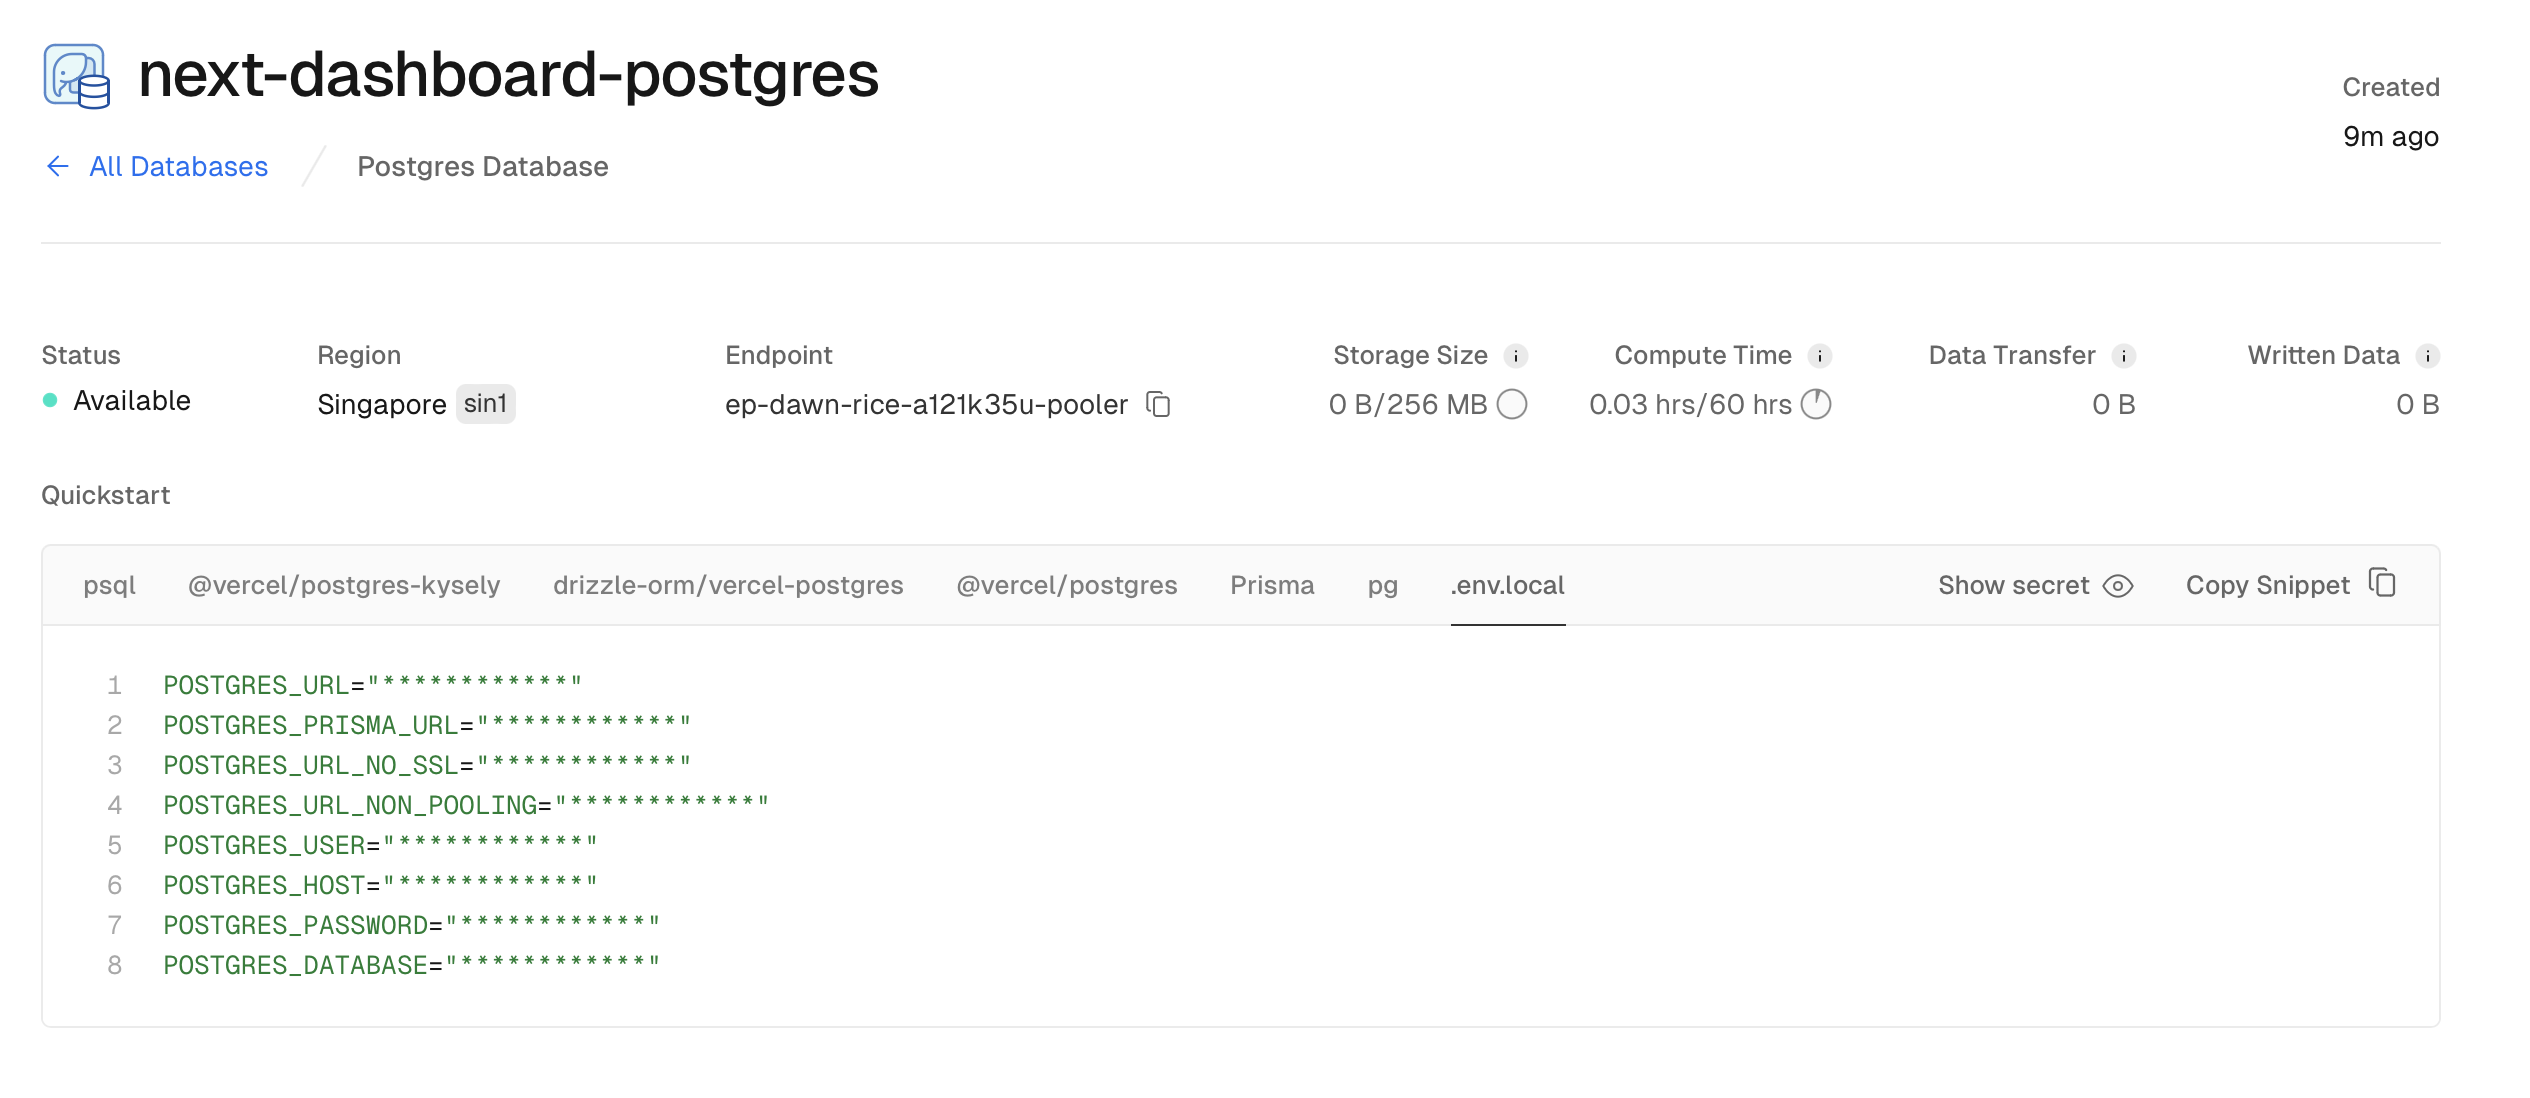 next-dashboard-postgres
Created
9m ago
All Databases / Postgres Database
Status
Available
Region
Singapore sin1
Endpoint
ep-dawn-rice-a121k35u-pooler
Storage Size i
0 B/256 MB
Compute Time i
0.03 hrs/60 hrs
Data Transfer i
0 B
Written Data i
0 B
Quickstart
psql @vercel/postgres-kysely drizzle-orm/vercel-postgres @vercel/postgres Prisma pg .env.local Show secret Copy Snippet
1 POSTGRES_URL="************"
2 POSTGRES_PRISMA_URL="************"
3 POSTGRES_URL_NO_SSL="************"
4 POSTGRES_URL_NON_POOLING="************"
5 POSTGRES_USER="************"
6 POSTGRES_HOST="************"
7 POSTGRES_PASSWORD="************"
8 POSTGRES_DATABASE="************"